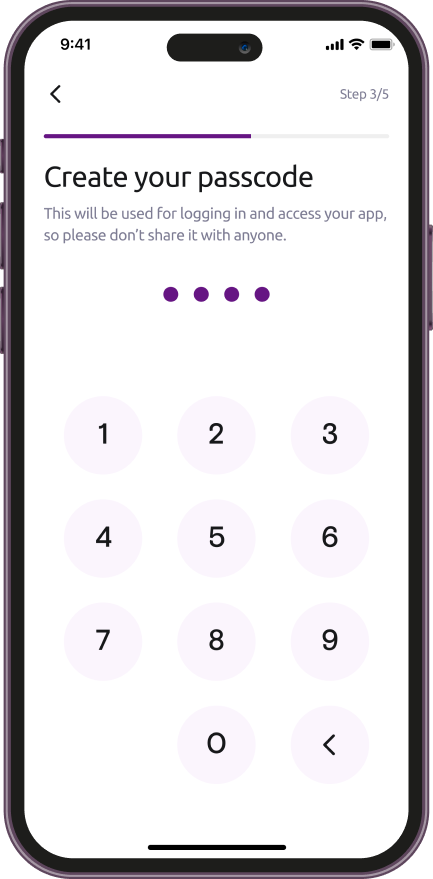 9:41
Step 3/5
Create your passcode
This will be used for logging in and access your app,
so please don't share it with anyone.
1 2 3
4 5 6
7 8 9
0